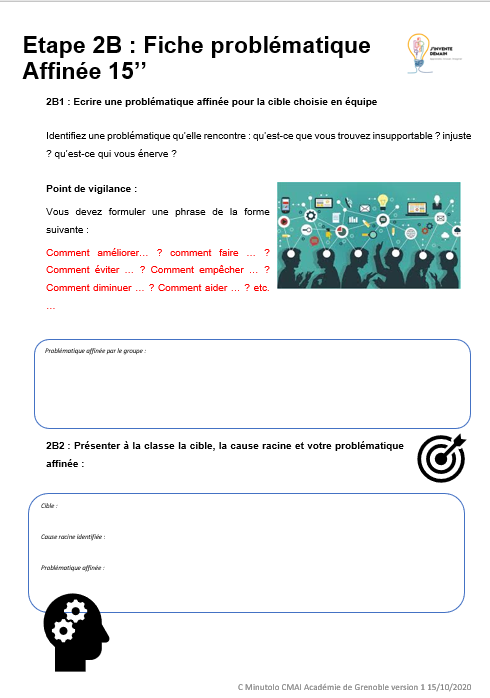 Etape 2B : Fiche problématique
Affinée 15’’
J'INVENTE
DEMAIN
2B1 : Ecrire une problématique affinée pour la cible choisie en équipe
Identifiez une problématique qu’elle rencontre : qu’est-ce que vous trouvez insupportable ? injuste
? qu’est-ce qui vous énerve ?
Point de vigilance :
Vous devez formuler une phrase de la forme
suivante :
Comment améliorer… ? comment faire … ?
Comment éviter … ? Comment empêcher … ?
Comment diminuer … ? Comment aider … ? etc.
…
Problématique affinée par le groupe :
2B2 : Présenter à la classe la cible, la cause racine et votre problématique
affinée :
Cible :
Cause racine identifiée :
Problématique affinée :
C Minutolo CMAI Académie de Grenoble version 1 15/10/2020